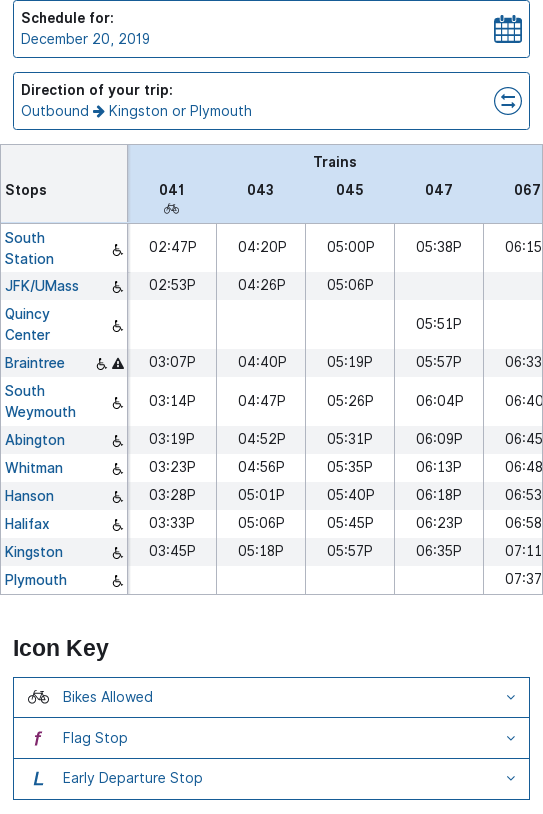 Schedule for:
December 20, 2019
Direction of your trip:
Outbound Kingston or Plymouth
Trains
Stops 041 043 045 047 067
South Station 02:47P 04:20P 05:00P 05:38P 06:15
JFK/UMass 02:53P 04:26P 05:06P
Quincy Center 05:51P
Braintree 03:07P 04:40P 05:19P 05:57P 06:33
South Weymouth 03:14P 04:47P 05:26P 06:04P 06:40
Abington 03:19P 04:52P 05:31P 06:09P 06:45
Whitman 03:23P 04:56P 05:35P 06:13P 06:48
Hanson 03:28P 05:01P 05:40P 06:18P 06:53
Halifax 03:33P 05:06P 05:45P 06:23P 06:58
Kingston 03:45P 05:18P 05:57P 06:35P 07:11
Plymouth 07:37
Icon Key
Bikes Allowed
f Flag Stop
L Early Departure Stop